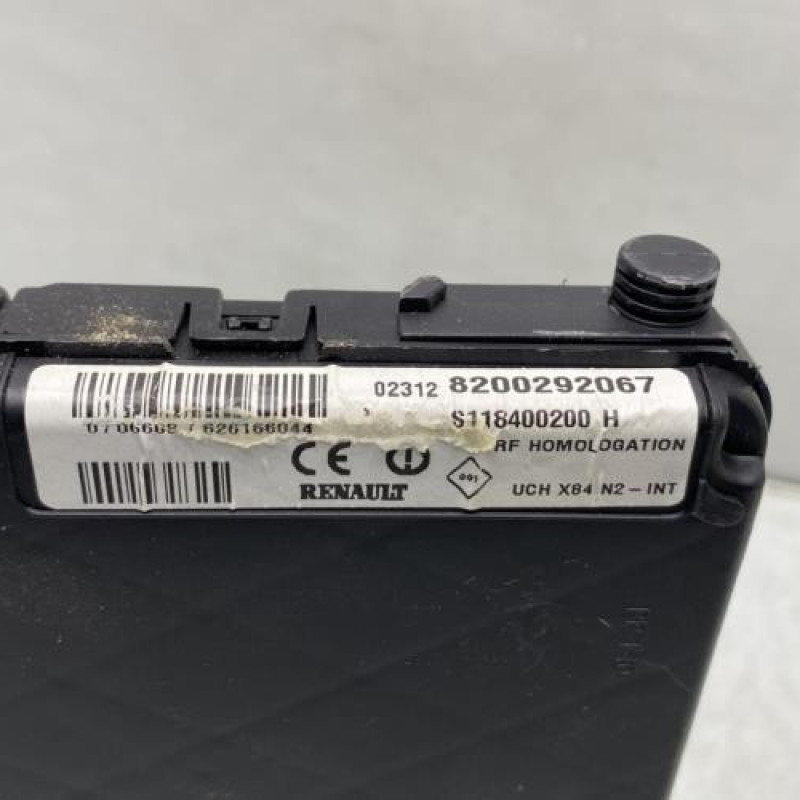 02312 8200292067
S118400200 H
RF HOMOLOGATION
CE
RENAULT
UCH X84 N2-INT